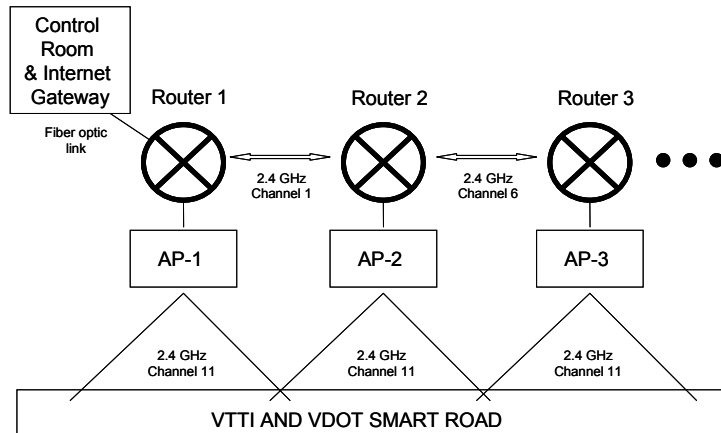 Control
Room
& Internet
Gateway
Fiber optic
link
Router 1
Router 2
Router 3
2.4 GHz
Channel 1
2.4 GHz
Channel 6
AP-1
AP-2
AP-3
2.4 GHz
Channel 11
2.4 GHz
Channel 11
2.4 GHz
Channel 11
VTTI AND VDOT SMART ROAD